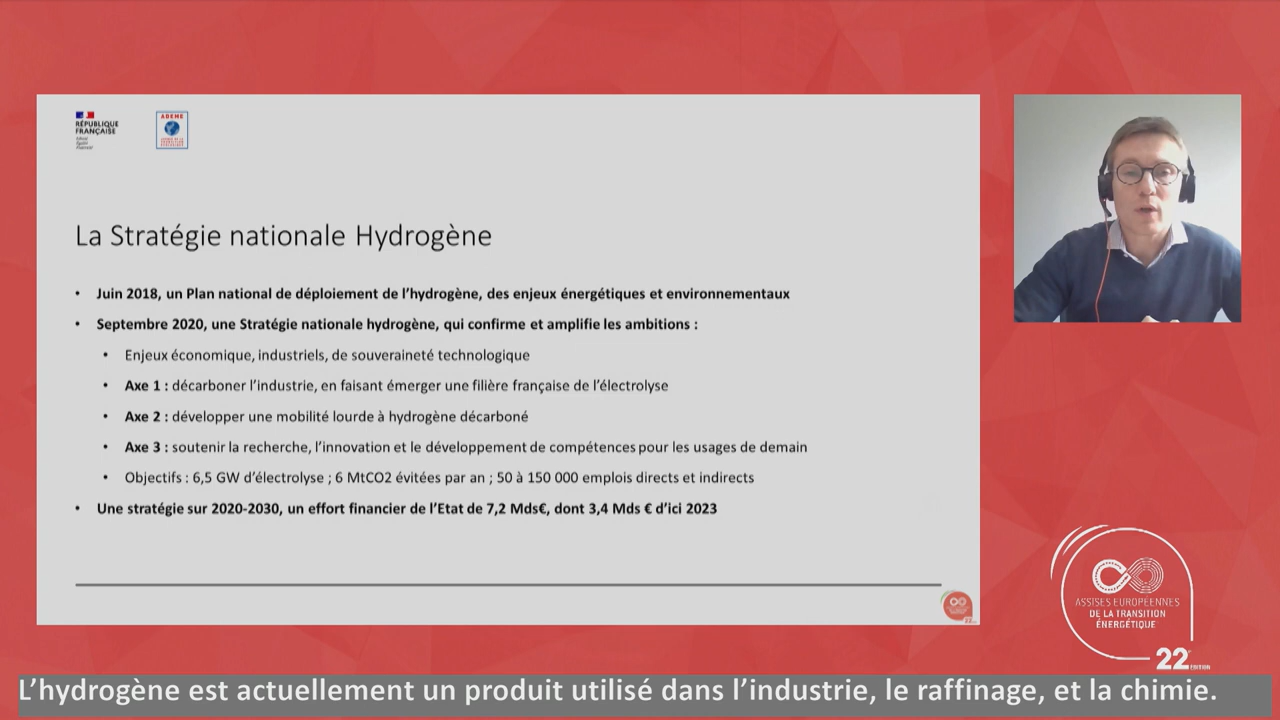 RÉPUBLIQUE
FRANÇAISE
ADEME
La Stratégie nationale Hydrogène
• Juin 2018, un Plan national de déploiement de l'hydrogène, des enjeux énergétiques et environnementaux
• Septembre 2020, une Stratégie nationale hydrogène, qui confirme et amplifie les ambitions :
• Enjeux économique, industriels, de souveraineté technologique
• Axe 1 : décarboner l'industrie, en faisant émerger une filière française de l'électrolyse
• Axe 2 : développer une mobilité lourde à hydrogène décarboné
• Axe 3 : soutenir la recherche, l'innovation et le développement de compétences pour les usages de demain
• Objectifs : 6,5 GW d'électrolyse ; 6 MtCO2 évitées par an ; 50 à 150 000 emplois directs et indirects
• Une stratégie sur 2020-2030, un effort financier de l'Etat de 7,2 Mds€, dont 3,4 Mds € d'ici 2023
ASSISES EUROPÉENNES
DE LA TRANSITION
ÉNERGÉTIQUE
22e ÉDITION
L'hydrogène est actuellement un produit utilisé dans l'industrie, le raffinage, et la chimie.